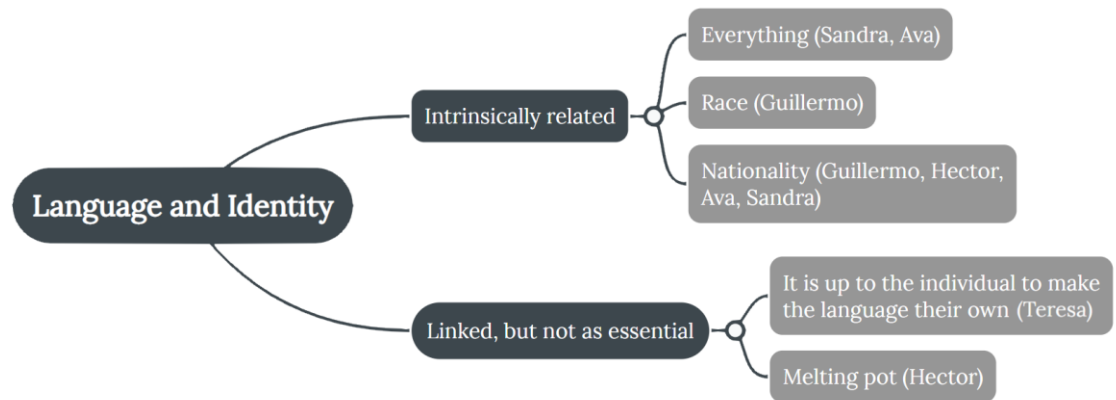 Language and Identity
Intrinsically related
Everything (Sandra, Ava)
Race (Guillermo)
Nationality (Guillermo, Hector,
Ava, Sandra)
Linked, but not as essential
It is up to the individual to make
the language their own (Teresa)
Melting pot (Hector)